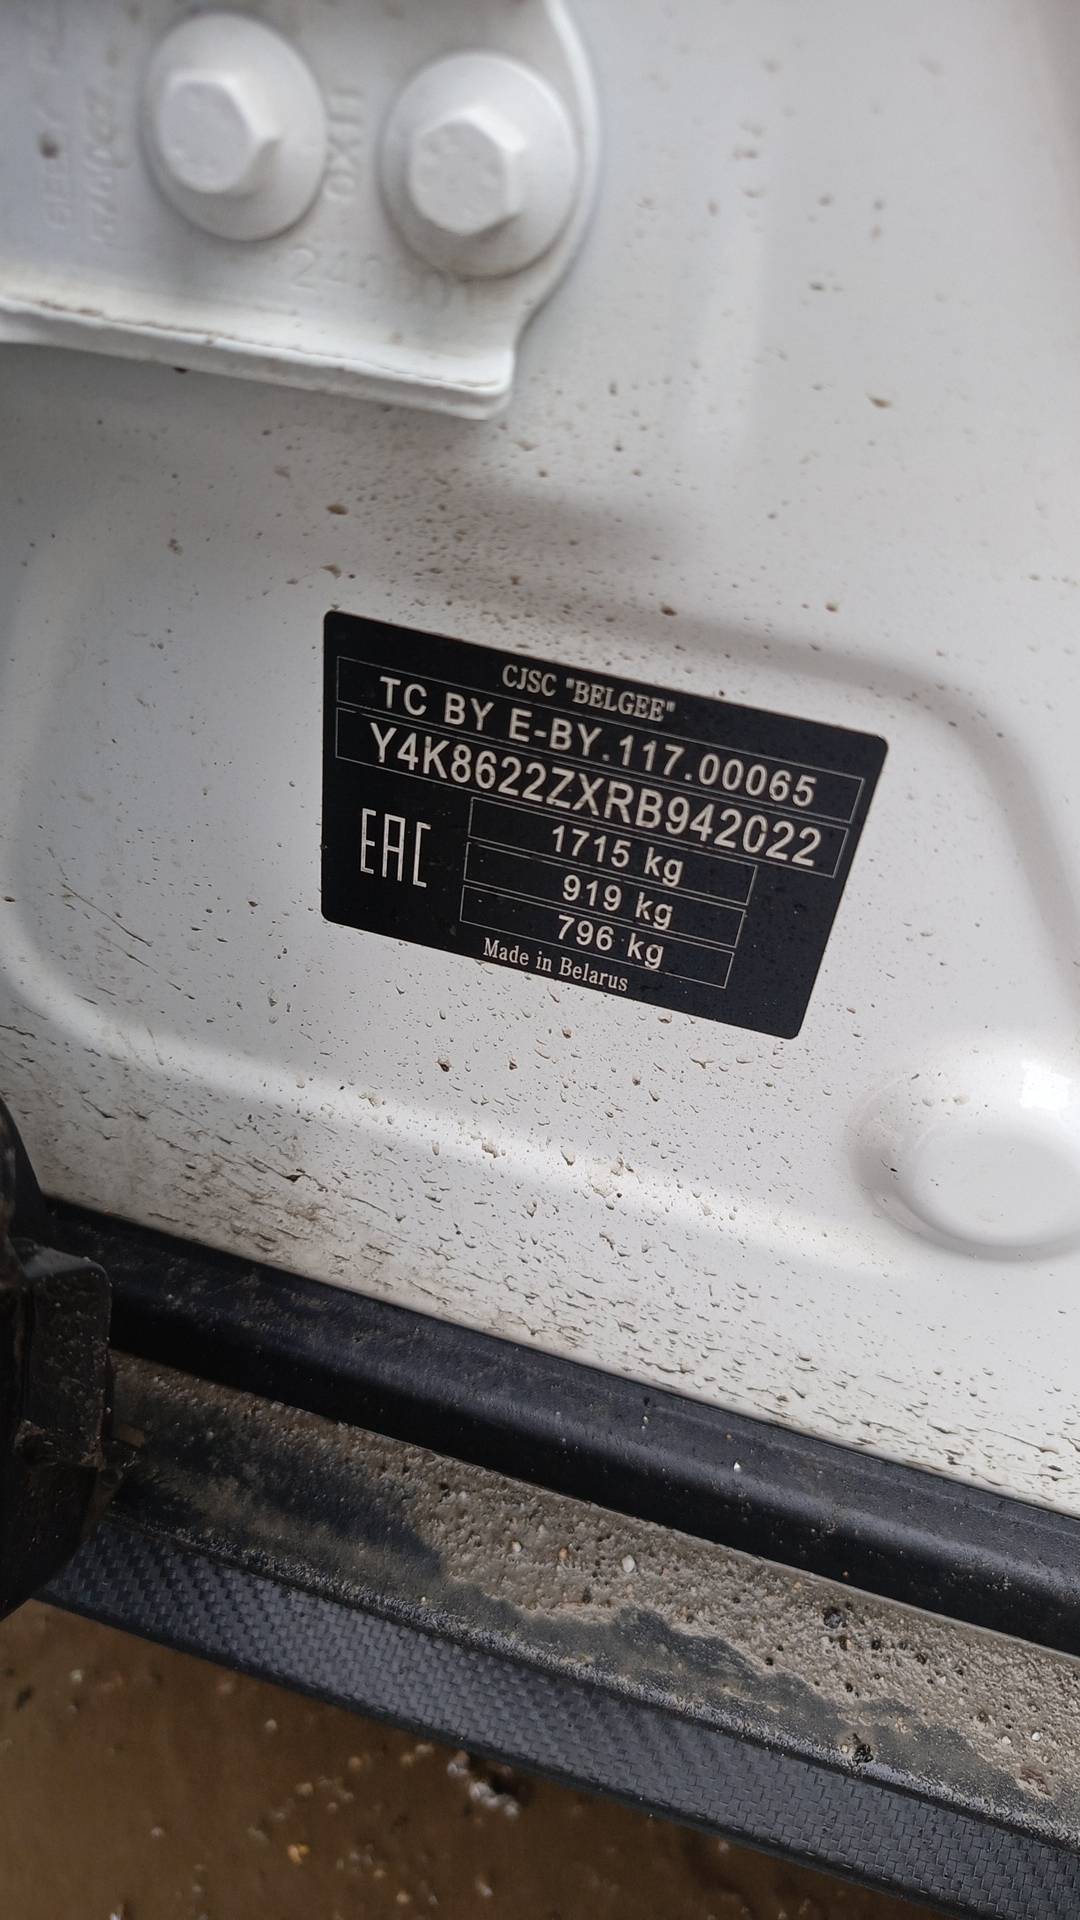 CJSC "BELGEE"
TC BY E-BY.117.00065
Y4K8622ZXRB942022
EAC
1715 kg
919 kg
796 kg
Made in Belarus